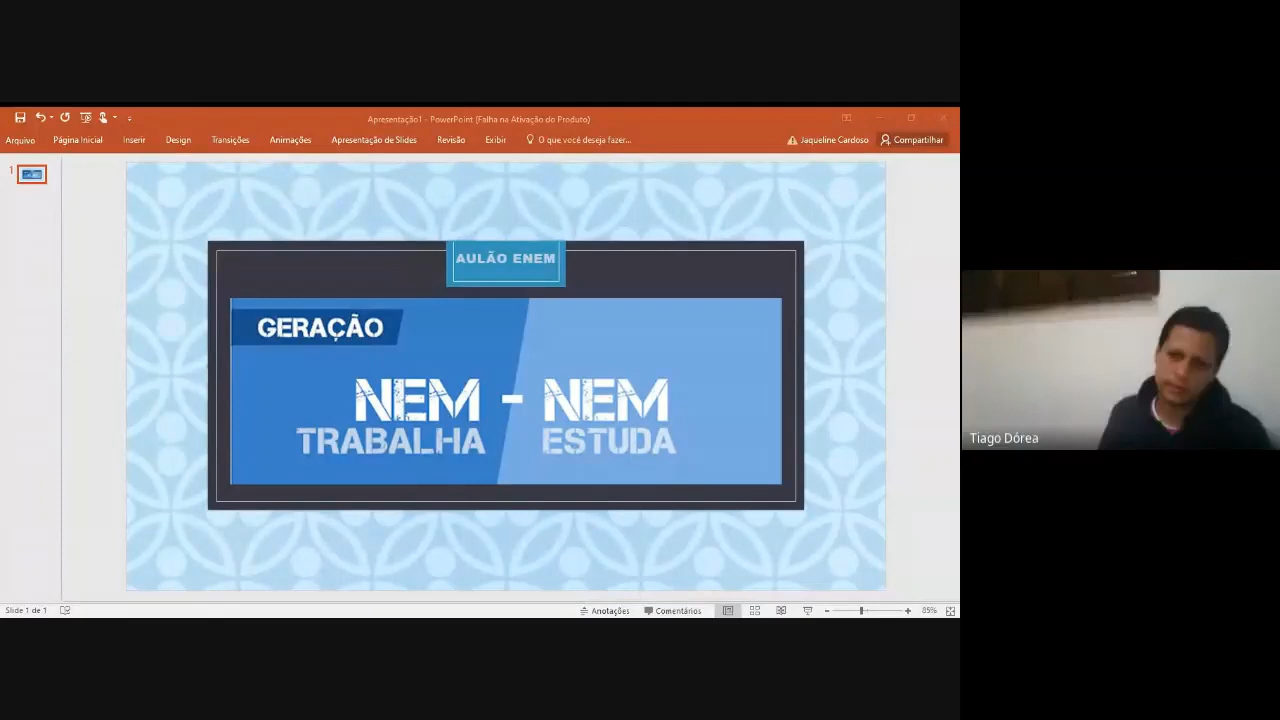 Apresentação1 - PowerPoint (Falha na Ativação do Produto)
Arquivo Página Inicial Inserir Design Transições Animações Apresentação de Slides Revisão Exibir O que você deseja fazer... Jaqueline Cardoso Compartilhar
1
AULÃO ENEM
GERAÇÃO
NEM - NEM
TRABALHA ESTUDA
Tiago Dórea
Slide 1 de 1 Anotações Comentários 85%